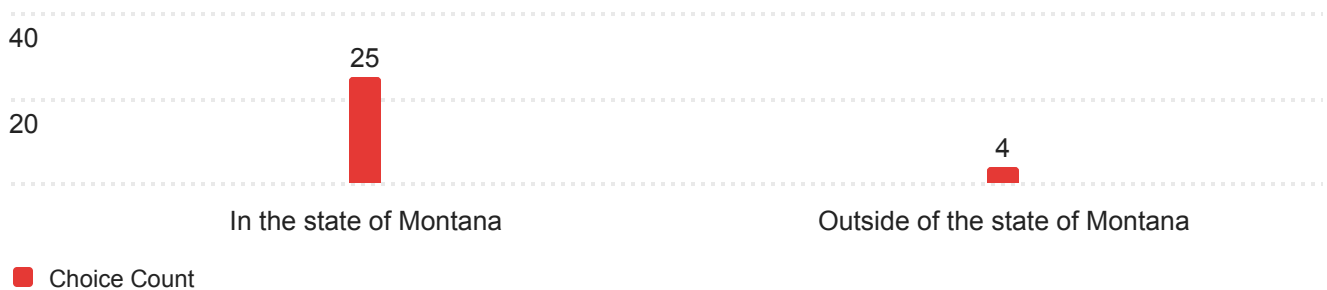 40
25
20
4
In the state of Montana
Outside of the state of Montana
Choice Count